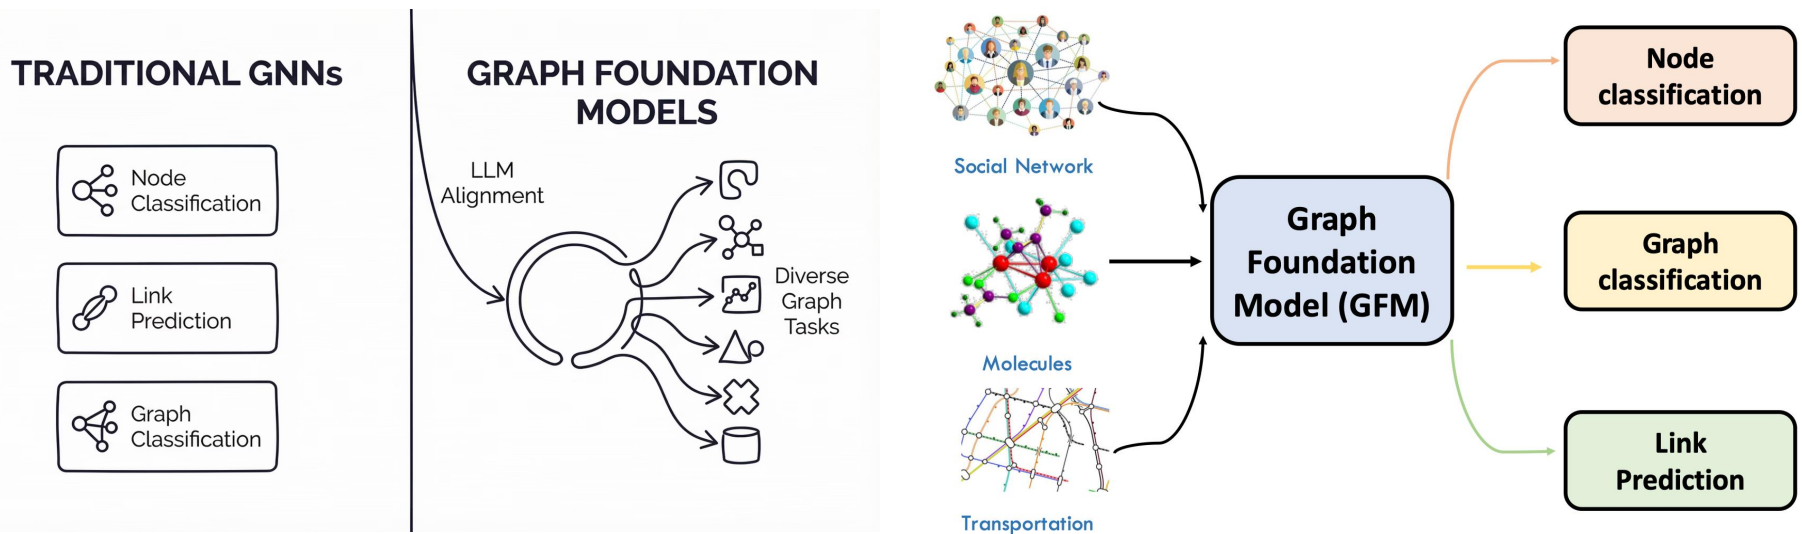 TRADITIONAL GNNs
Node
Classification
Link
Prediction
Graph
Classification
GRAPH FOUNDATION
MODELS
LLM
Alignment
Diverse
Graph
Tasks
Social Network
Molecules
Transportation
Graph
Foundation
Model (GFM)
Node
classification
Graph
classification
Link
Prediction